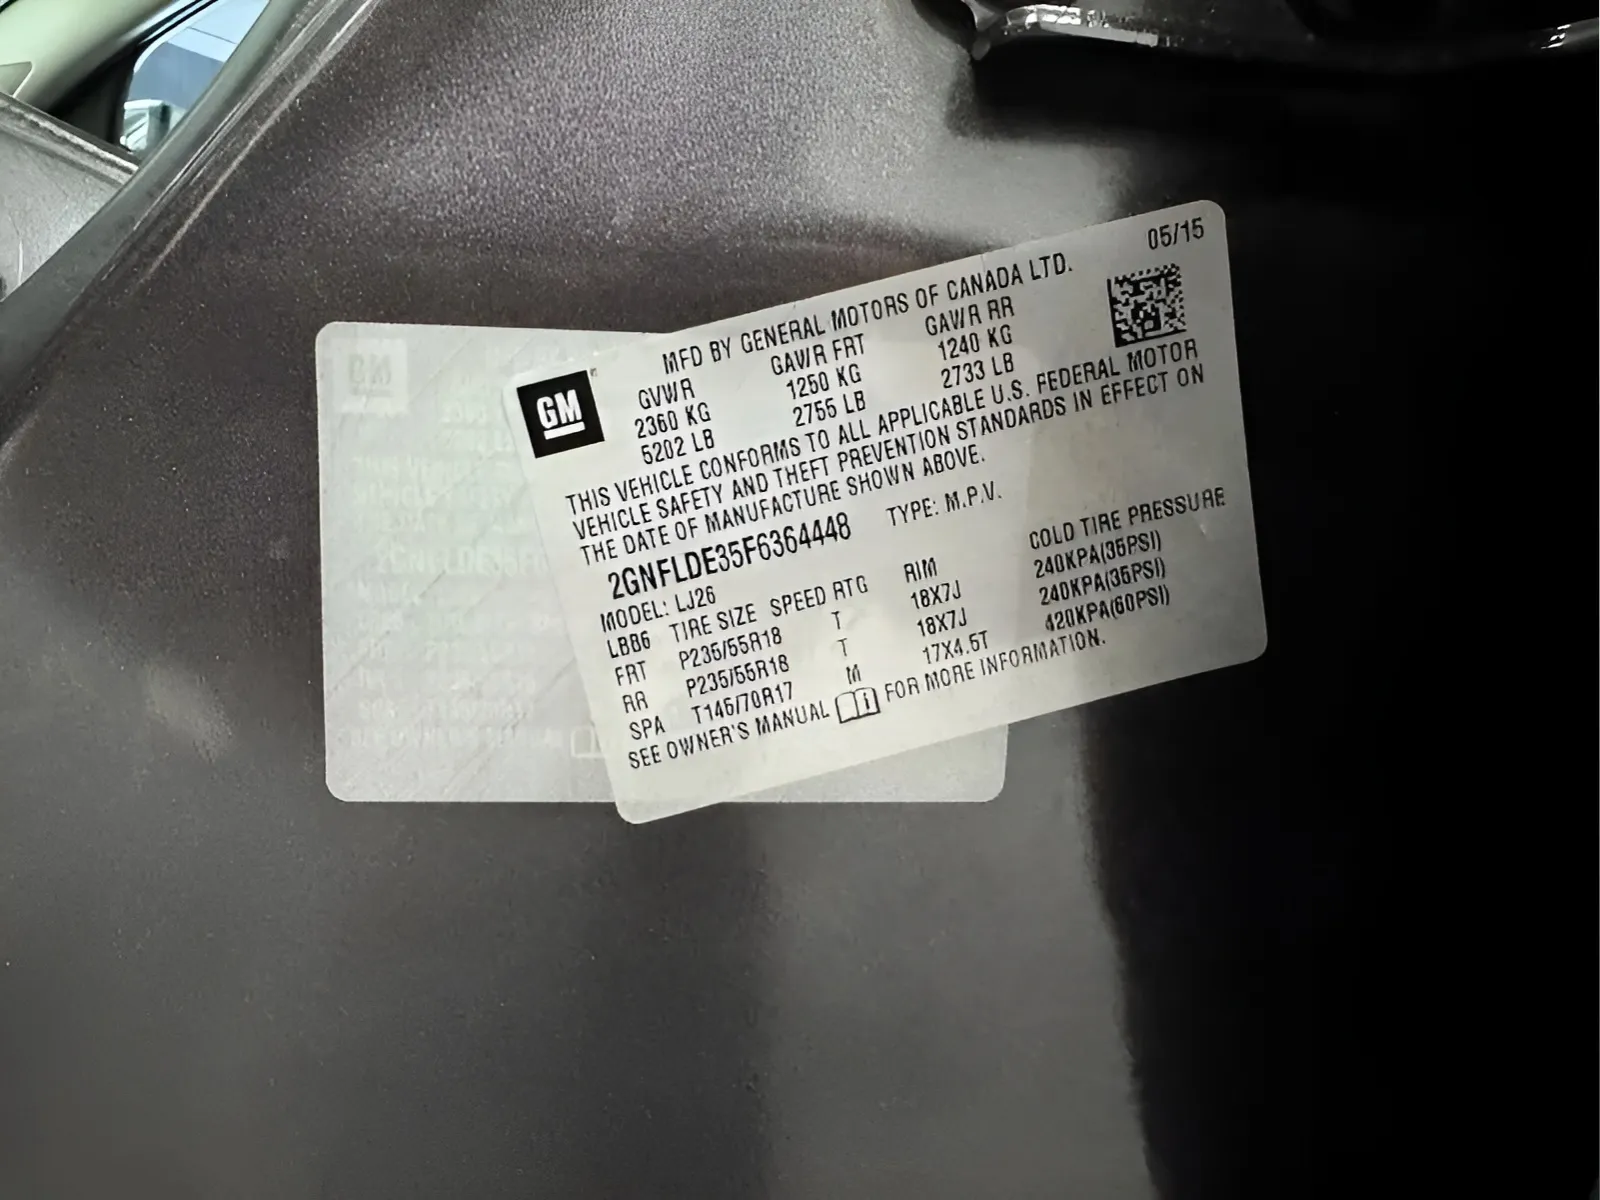 05/15
MFD BY GENERAL MOTORS OF CANADA LTD.
GVWR GAWR FRT GAWR RR
2360 KG 1250 KG 1240 KG
5202 LB 2755 LB 2733 LB
GM
THIS VEHICLE CONFORMS TO ALL APPLICABLE U.S. FEDERAL MOTOR
VEHICLE SAFETY AND THEFT PREVENTION STANDARDS IN EFFECT ON
THE DATE OF MANUFACTURE SHOWN ABOVE.
2GNFLDE35F6364448 TYPE: M.P.V.
MODEL: LJ26
LB86 TIRE SIZE SPEED RTG RIM COLD TIRE PRESSURE
FRT P235/55R18 T 18X7J 240KPA(35PSI)
RR P235/55R18 T 18X7J 240KPA(35PSI)
SPA T145/70R17 M 17X4.5T 420KPA(60PSI)
SEE OWNER'S MANUAL FOR MORE INFORMATION.
GM
2GNFLDE35F6